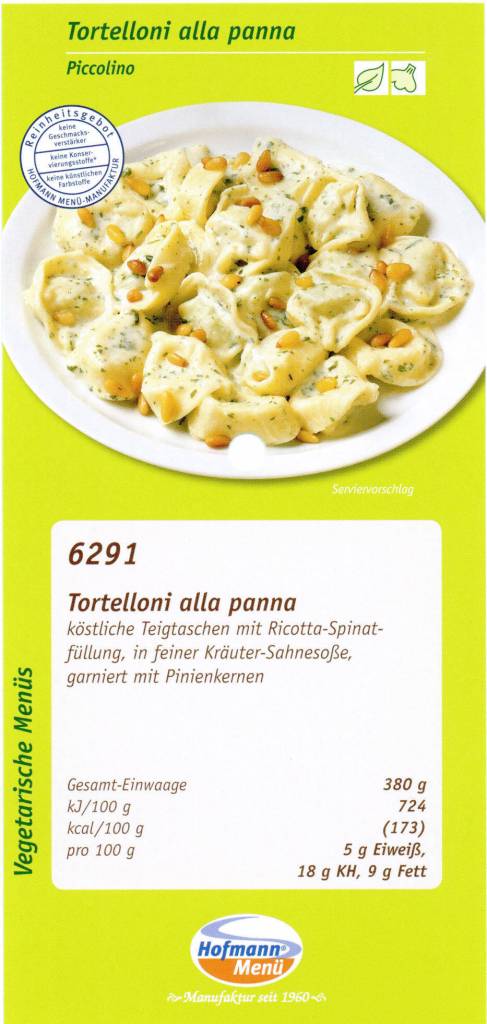 Tortelloni alla panna
Piccolino
Reinheitsgebot
keine
Geschmacks-
verstärker
keine Konser-
vierungsstoffe*
keine künstlichen
Farbstoffe
HOFMANN MENÜ-MANUFAKTUR
Serviervorschlag
6291
Tortelloni alla panna
köstliche Teigtaschen mit Ricotta-Spinat-
füllung, in feiner Kräuter-Sahnesoße,
garniert mit Pinienkernen
Vegetarische Menüs
Gesamt-Einwaage 380 g
kJ/100 g 724
kcal/100 g (173)
pro 100 g 5 g Eiweiß,
18 g KH, 9 g Fett
Hofmann®
Menü
Manufaktur seit 1960